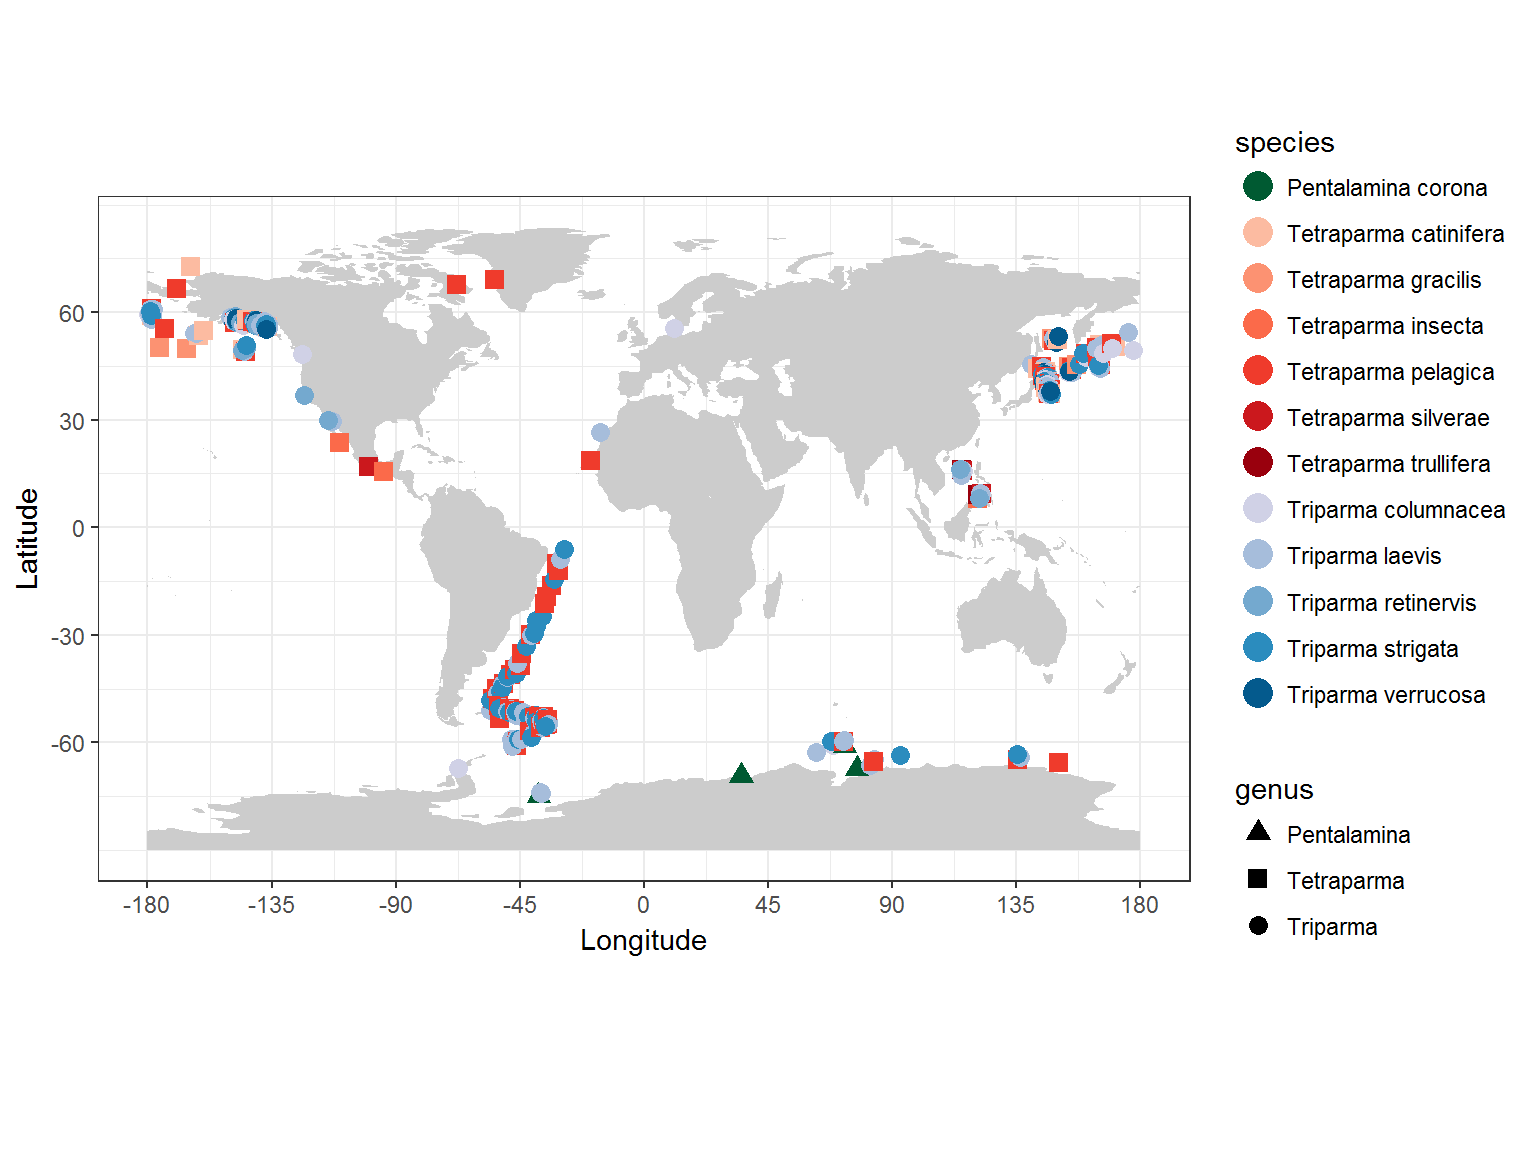 species
Pentalamina corona
Tetraparma catinifera
Tetraparma gracilis
Tetraparma insecta
Tetraparma pelagica
Tetraparma silverae
Tetraparma trullifera
Triparma columnacea
Triparma laevis
Triparma retinervis
Triparma strigata
Triparma verrucosa
genus
Pentalamina
Tetraparma
Triparma
Latitude
60
30
0
-30
-60
-180
-135
-90
-45
0
45
90
135
180
Longitude